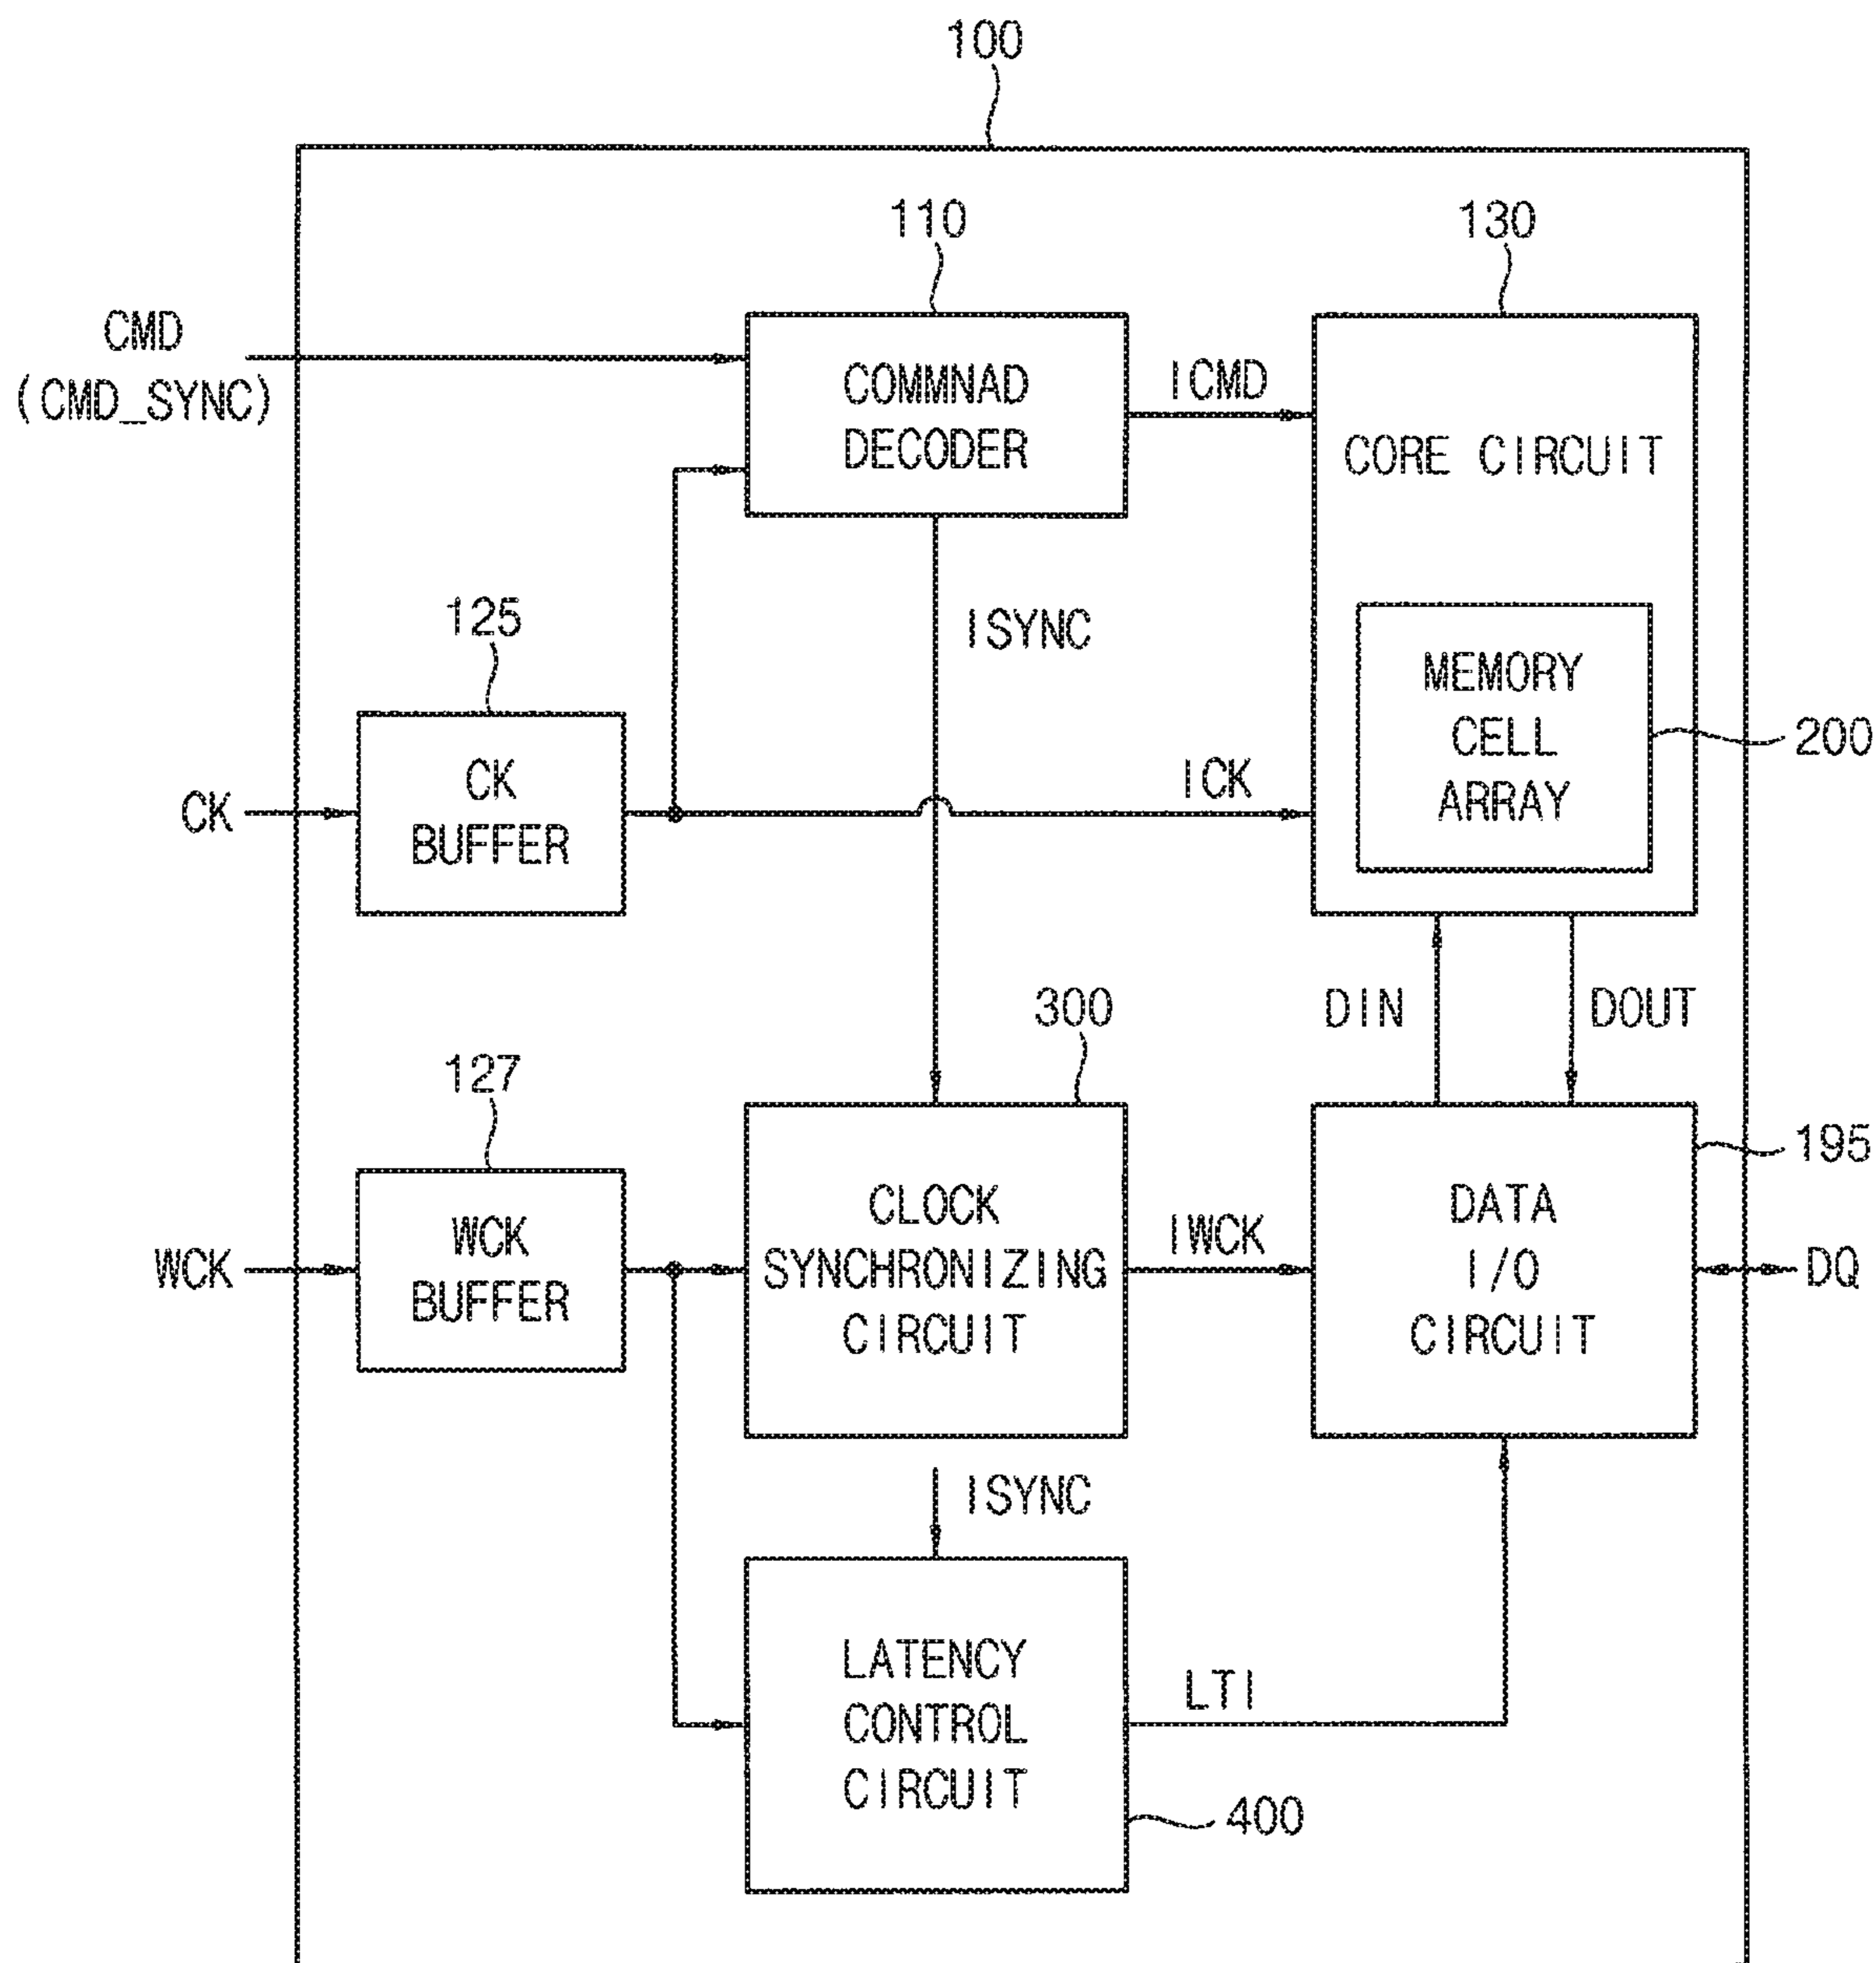 100
110
130
CMD
(CMD_SYNC)
COMMNAD
DECODER
ICMD
CORE CIRCUIT
125
ISYNC
MEMORY
CELL
ARRAY
200
CK
CK
BUFFER
ICK
300
DIN
DOUT
127
195
WCK
WCK
BUFFER
CLOCK
SYNCHRONIZING
CIRCUIT
IWCK
DATA
I/O
CIRCUIT
DQ
ISYNC
LATENCY
CONTROL
CIRCUIT
LTI
400